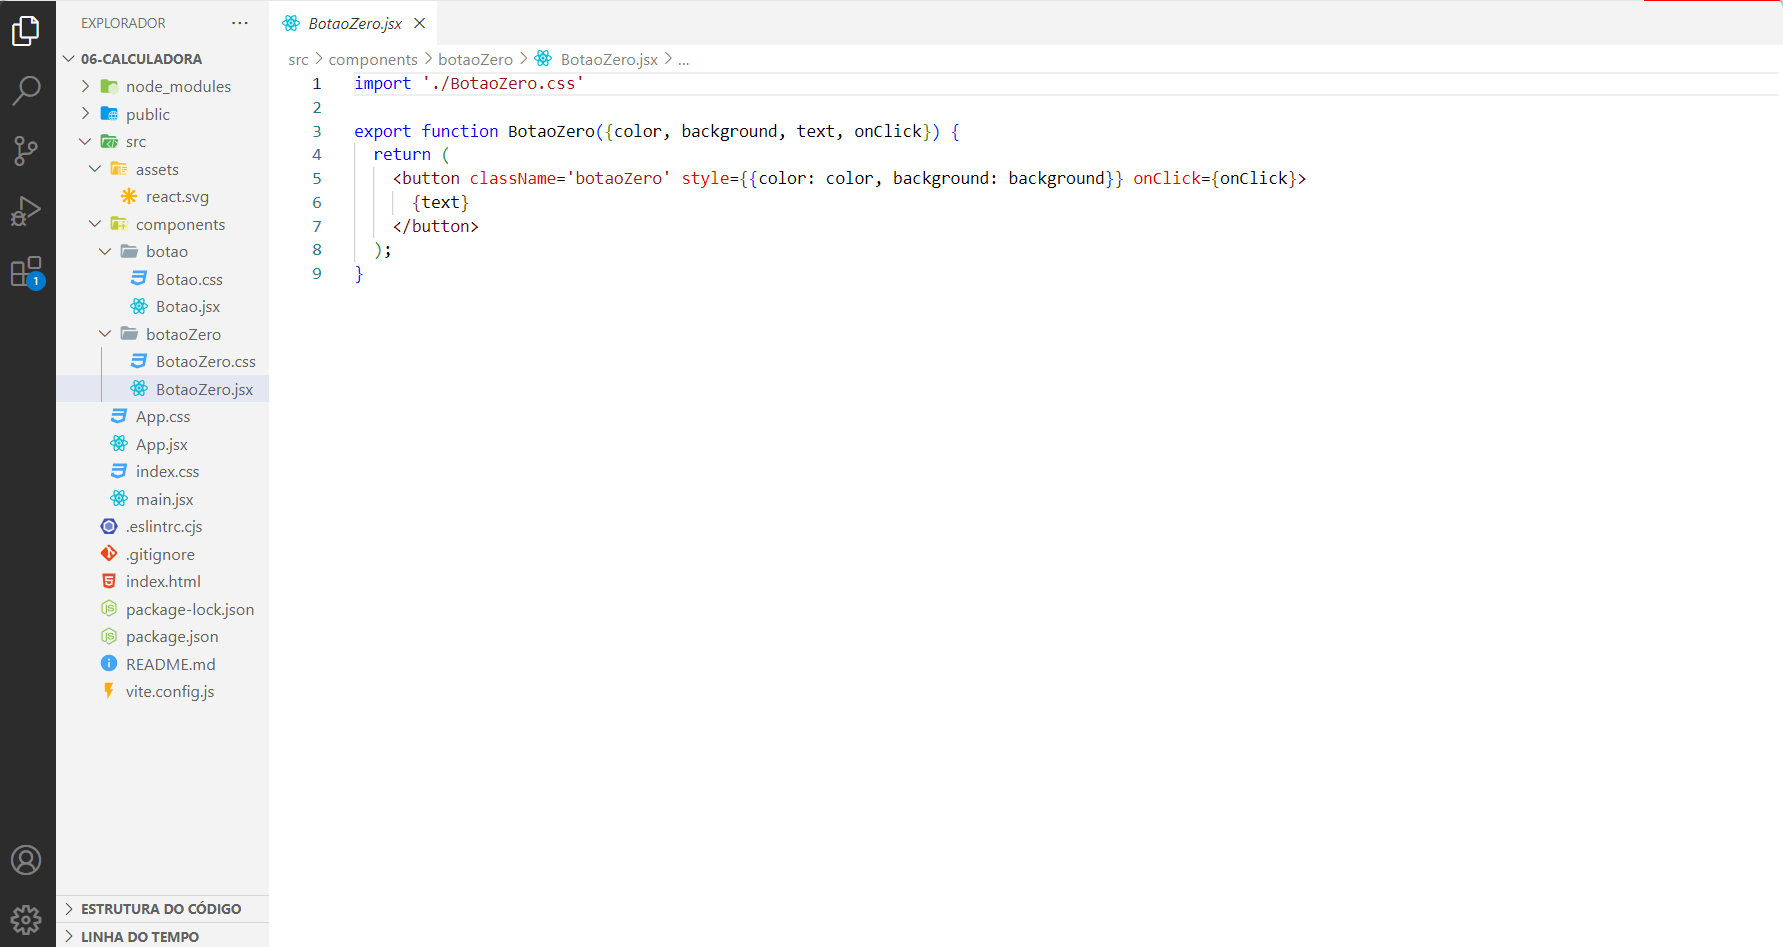 EXPLORADOR
06-CALCULADORA
node_modules
public
src
assets
react.svg
components
botao
Botao.css
Botao.jsx
botaoZero
BotaoZero.css
BotaoZero.jsx
App.css
App.jsx
index.css
main.jsx
.eslintrc.cjs
.gitignore
index.html
package-lock.json
package.json
README.md
vite.config.js
ESTRUTURA DO CÓDIGO
LINHA DO TEMPO
1
BotaoZero.jsx
src > components > botaoZero > BotaoZero.jsx > ...
1 import './BotaoZero.css'
2
3 export function BotaoZero({color, background, text, onClick}) {
4 return (
5 <button className='botaoZero' style={{color: color, background: background}} onClick={onClick}>
6 {text}
7 </button>
8 );
9 }